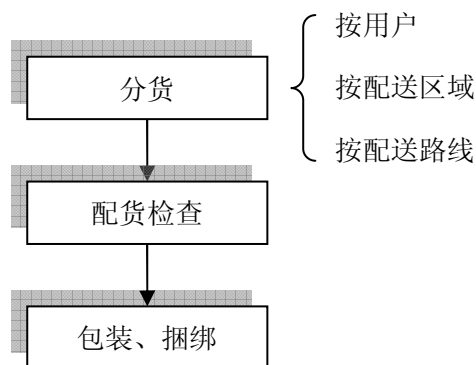 按用户
分货
按配送区域
按配送路线
配货检查
包装、捆绑